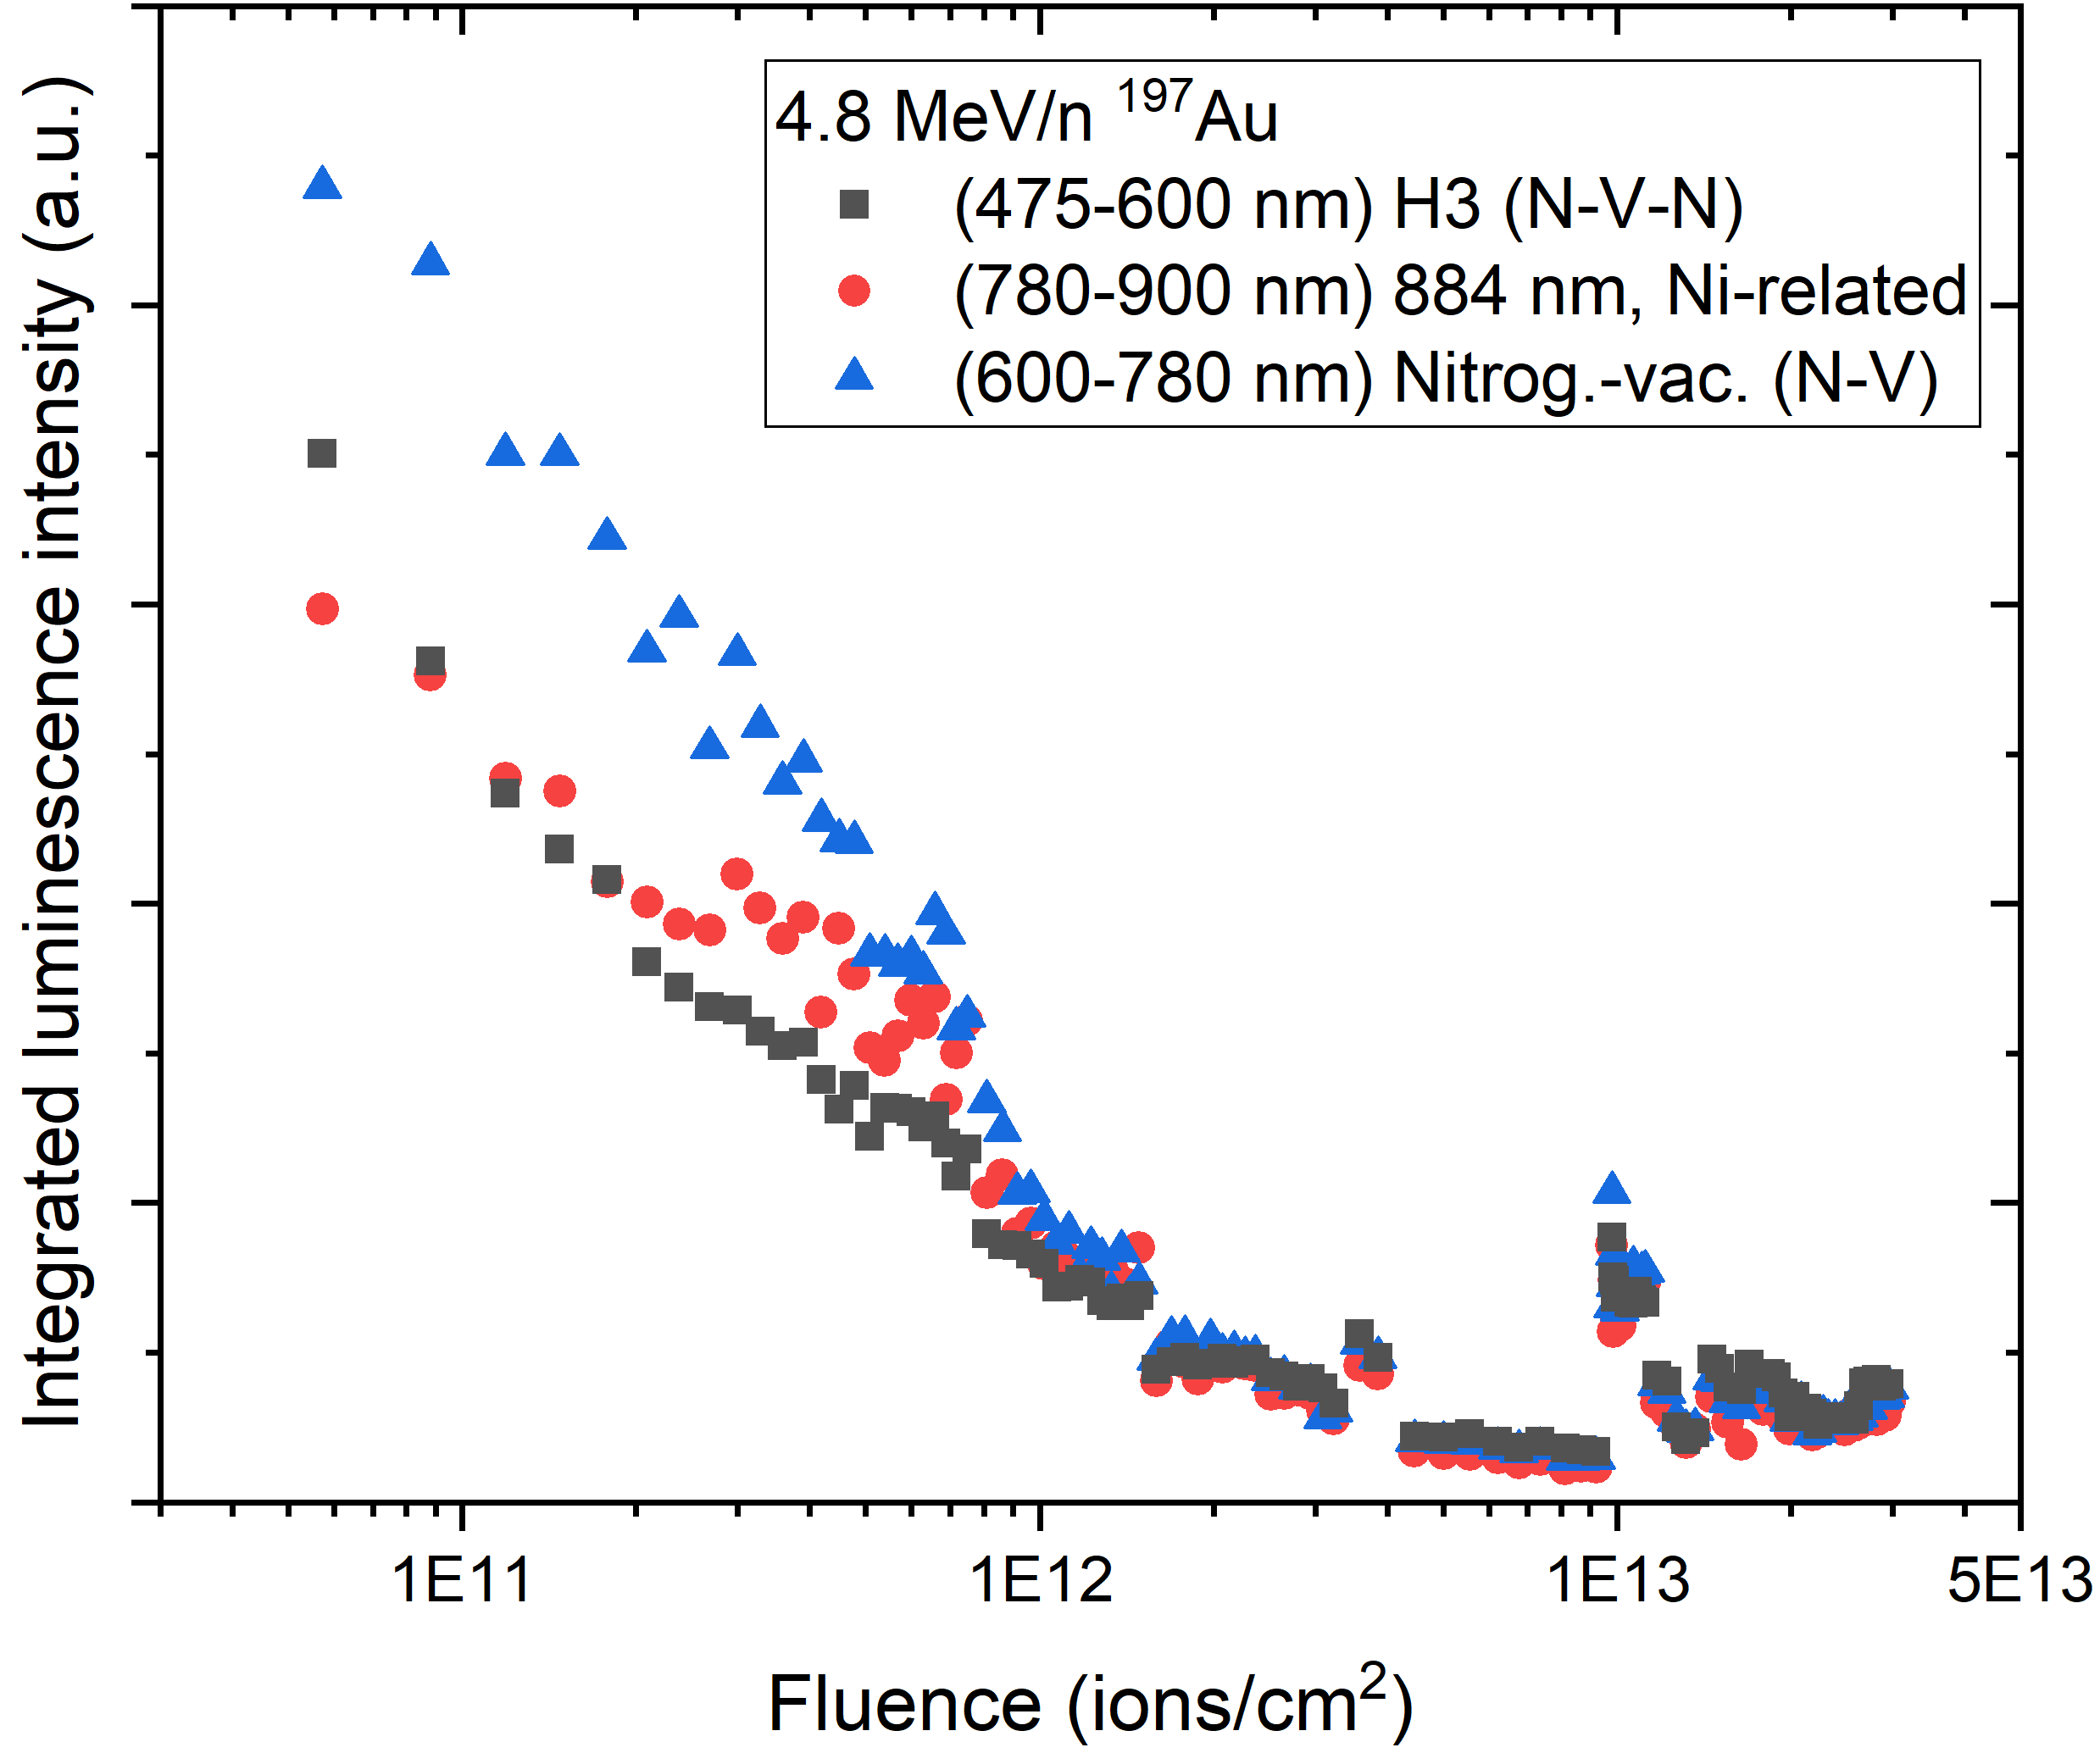 Integrated luminescence intensity (a.u.)
4.8 MeV/n ¹⁹⁷Au
(475-600 nm) H3 (N-V-N)
(780-900 nm) 884 nm, Ni-related
(600-780 nm) Nitrog.-vac. (N-V)
1E11 1E12 1E13 5E13
Fluence (ions/cm²)